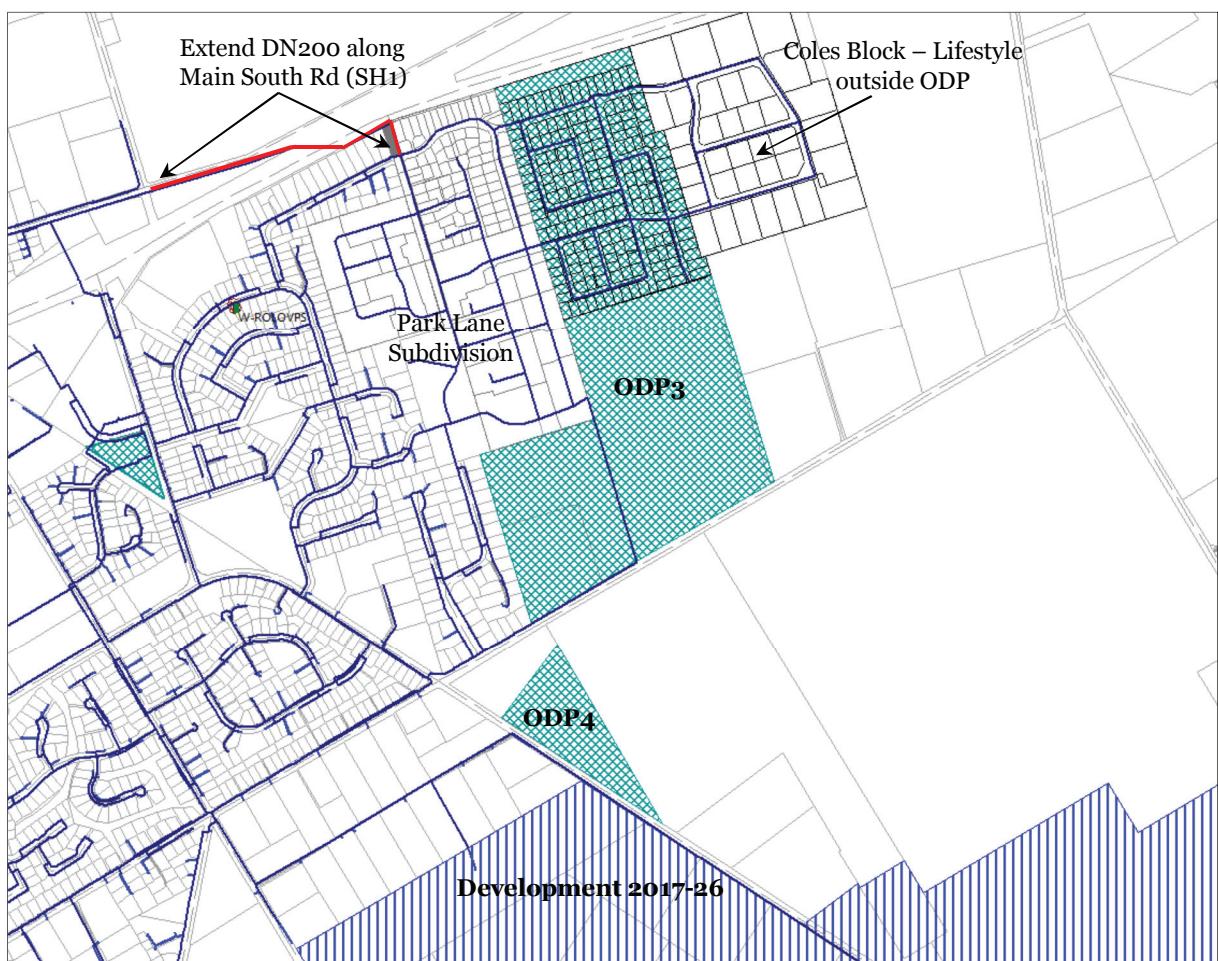 Extend DN200 along
Main South Rd (SH1)
Coles Block – Lifestyle
outside ODP
W-ROLOVPS
Park Lane
Subdivision
ODP3
ODP4
Development 2017-26